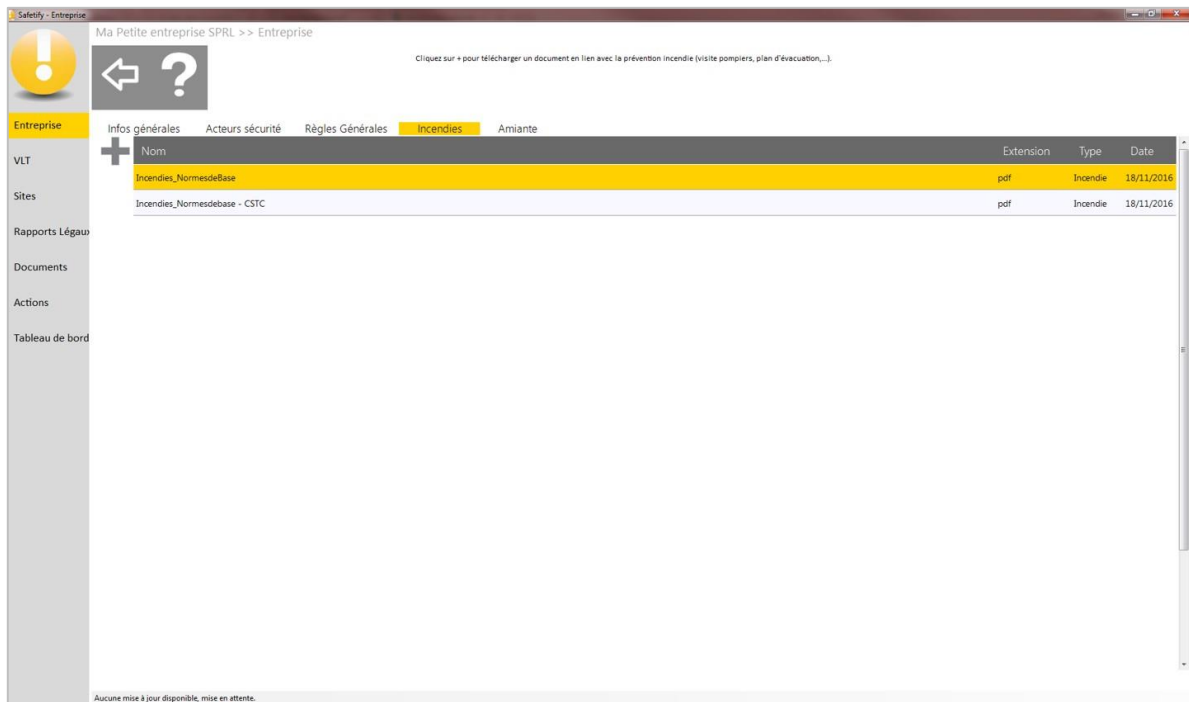 Safetify - Entreprise
Ma Petite entreprise SPRL >> Entreprise
Cliquez sur + pour télécharger un document en lien avec la prévention incendie (visite pompiers, plan d'évacuation,...).
Entreprise
VLT
Sites
Rapports Légaux
Documents
Actions
Tableau de bord
Infos générales Acteurs sécurité Règles Générales Incendies Amiante
Nom Extension Type Date
Incendies_NormesdeBase pdf Incendie 18/11/2016
Incendies_Normesdebase - CSTC pdf Incendie 18/11/2016
Aucune mise à jour disponible, mise en attente.